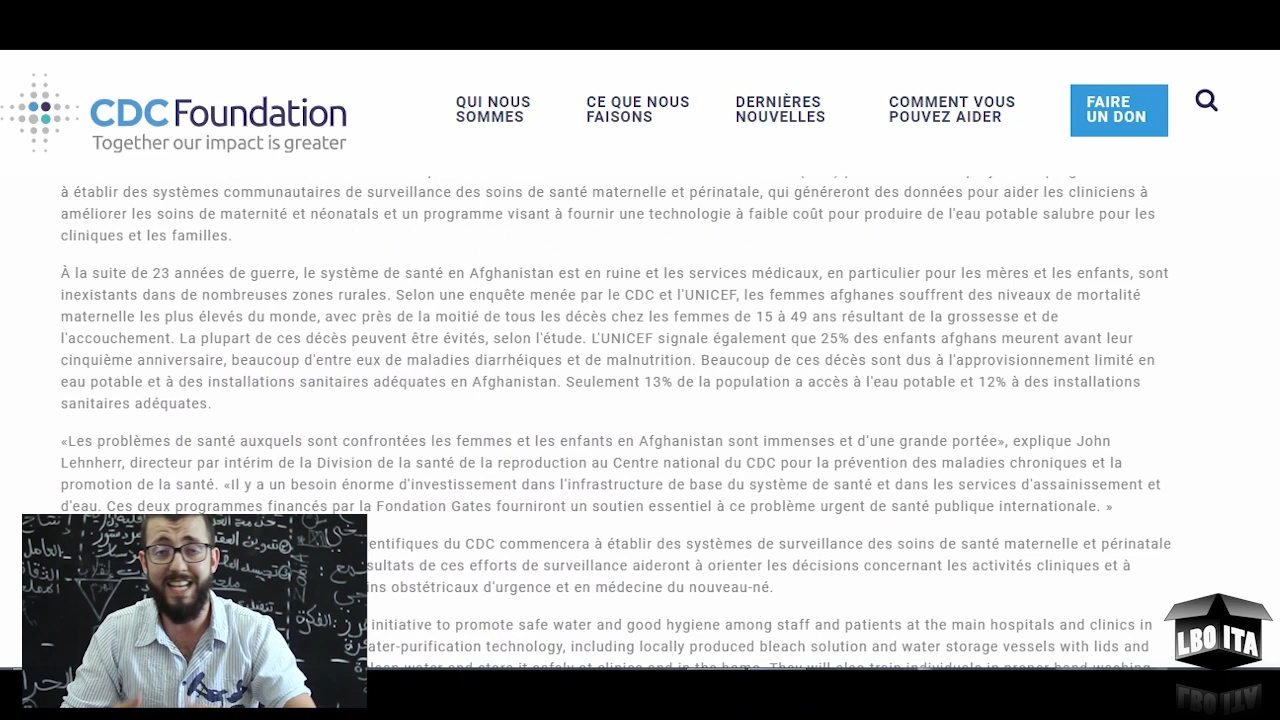 CDC Foundation
Together our impact is greater
QUI NOUS
SOMMES
CE QUE NOUS
FAISONS
DERNIÈRES
NOUVELLES
COMMENT VOUS
POUVEZ AIDER
FAIRE
UN DON
à établir des systèmes communautaires de surveillance des soins de santé maternelle et périnatale, qui généreront des données pour aider les cliniciens à
améliorer les soins de maternité et néonatals et un programme visant à fournir une technologie à faible coût pour produire de l'eau potable salubre pour les
cliniques et les familles.
À la suite de 23 années de guerre, le système de santé en Afghanistan est en ruine et les services médicaux, en particulier pour les mères et les enfants, sont
inexistants dans de nombreuses zones rurales. Selon une enquête menée par le CDC et l'UNICEF, les femmes afghanes souffrent des niveaux de mortalité
maternelle les plus élevés du monde, avec près de la moitié de tous les décès chez les femmes de 15 à 49 ans résultant de la grossesse et de
l'accouchement. La plupart de ces décès peuvent être évités, selon l'étude. L'UNICEF signale également que 25% des enfants afghans meurent avant leur
cinquième anniversaire, beaucoup d'entre eux de maladies diarrhéiques et de malnutrition. Beaucoup de ces décès sont dus à l'approvisionnement limité en
eau potable et à des installations sanitaires adéquates en Afghanistan. Seulement 13% de la population a accès à l'eau potable et 12% à des installations
sanitaires adéquates.
«Les problèmes de santé auxquels sont confrontées les femmes et les enfants en Afghanistan sont immenses et d'une grande portée», explique John
Lehnherr, directeur par intérim de la Division de la santé de la reproduction au Centre national du CDC pour la prévention des maladies chroniques et la
promotion de la santé. «Il y a un besoin énorme d'investissement dans l'infrastructure de base du système de santé et dans les services d'assainissement et
d'eau. Ces deux programmes financés par la Fondation Gates fourniront un soutien essentiel à ce problème urgent de santé publique internationale. »
entifiques du CDC commencera à établir des systèmes de surveillance des soins de santé maternelle et périnatale
sultats de ces efforts de surveillance aideront à orienter les décisions concernant les activités cliniques et à
ins obstétricaux d'urgence et en médecine du nouveau-né.
initiative to promote safe water and good hygiene among staff and patients at the main hospitals and clinics in
ater-purification technology, including locally produced bleach solution and water storage vessels with lids and
LBO ITA